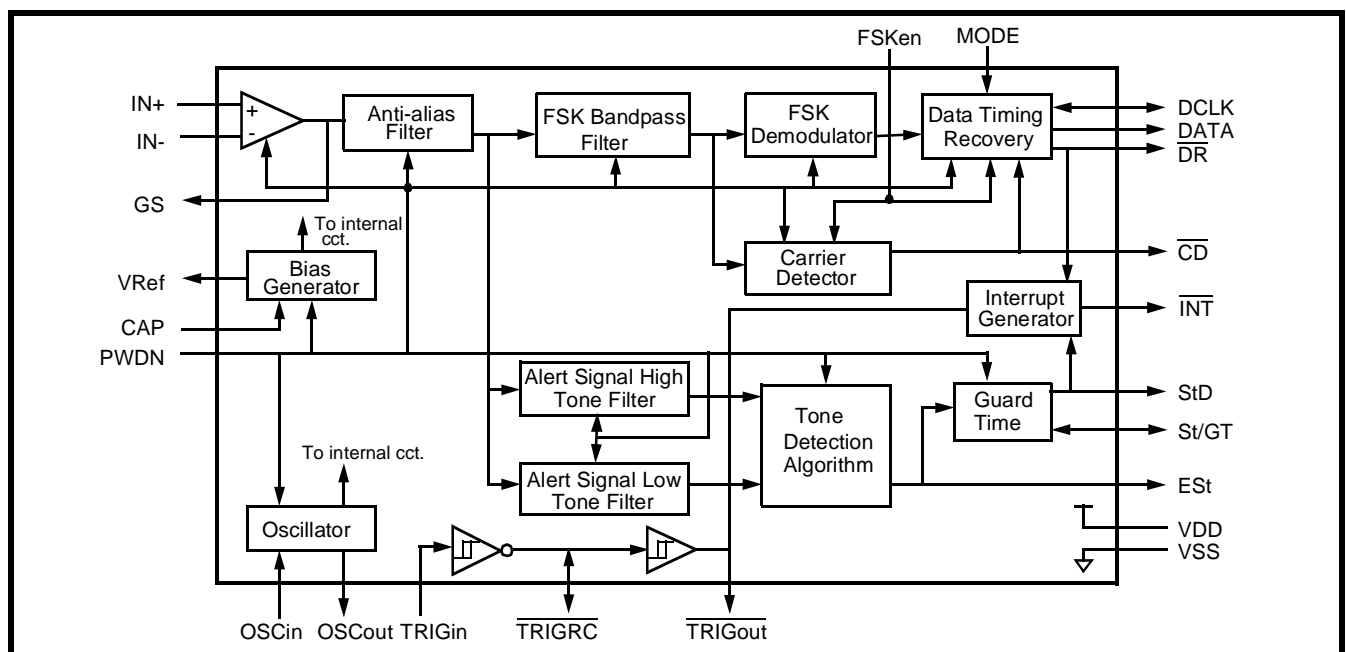 FSKen
MODE
IN+
IN-
+
-
Anti-alias
Filter
FSK Bandpass
Filter
FSK
Demodulator
Data Timing
Recovery
DCLK
DATA
DR
GS
To internal
cct.
VRef
Bias
Generator
Carrier
Detector
CD
CAP
PWDN
Interrupt
Generator
INT
Alert Signal High
Tone Filter
Tone
Detection
Algorithm
Guard
Time
StD
St/GT
To internal cct.
Alert Signal Low
Tone Filter
ESt
Oscillator
VDD
VSS
OSCin
OSCout
TRIGin
TRIGRC
TRIGout